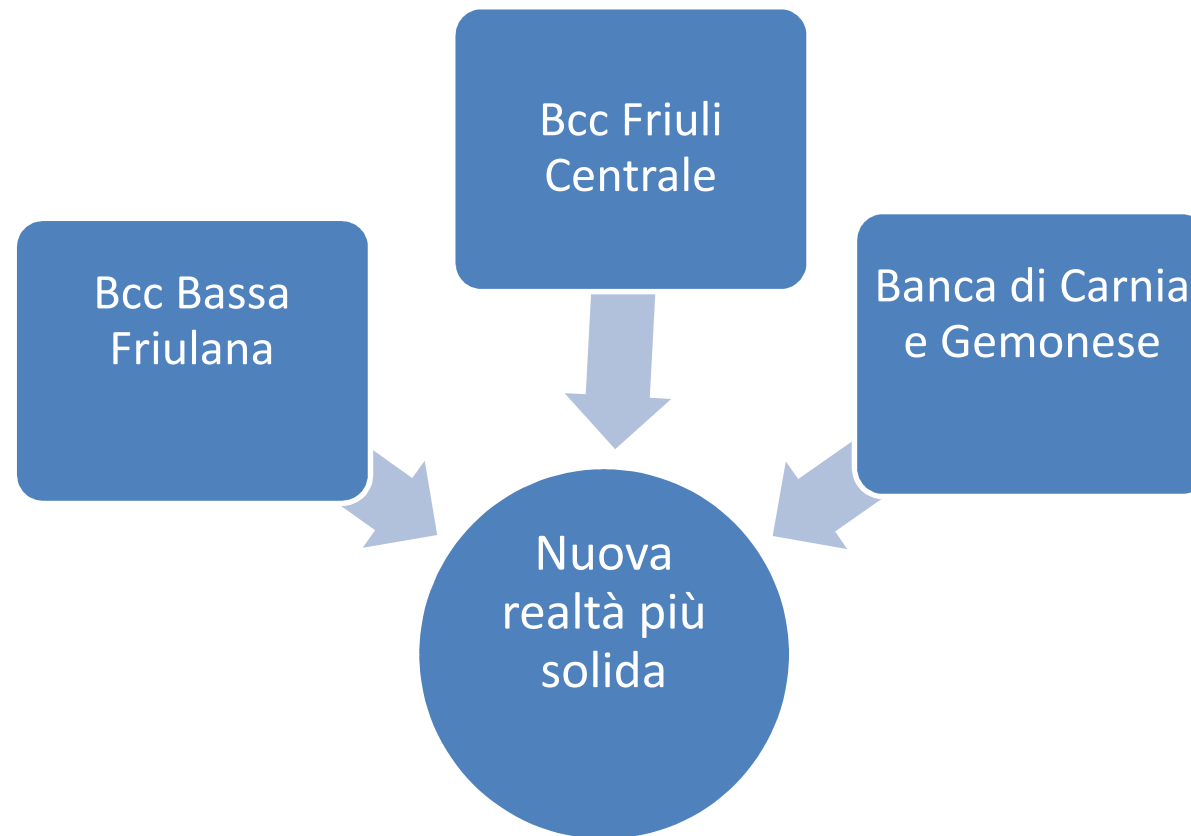 Bcc Friuli
Centrale
Bcc Bassa
Friulana
Banca di Carnia
e Gemonese
Nuova
realtà più
solida